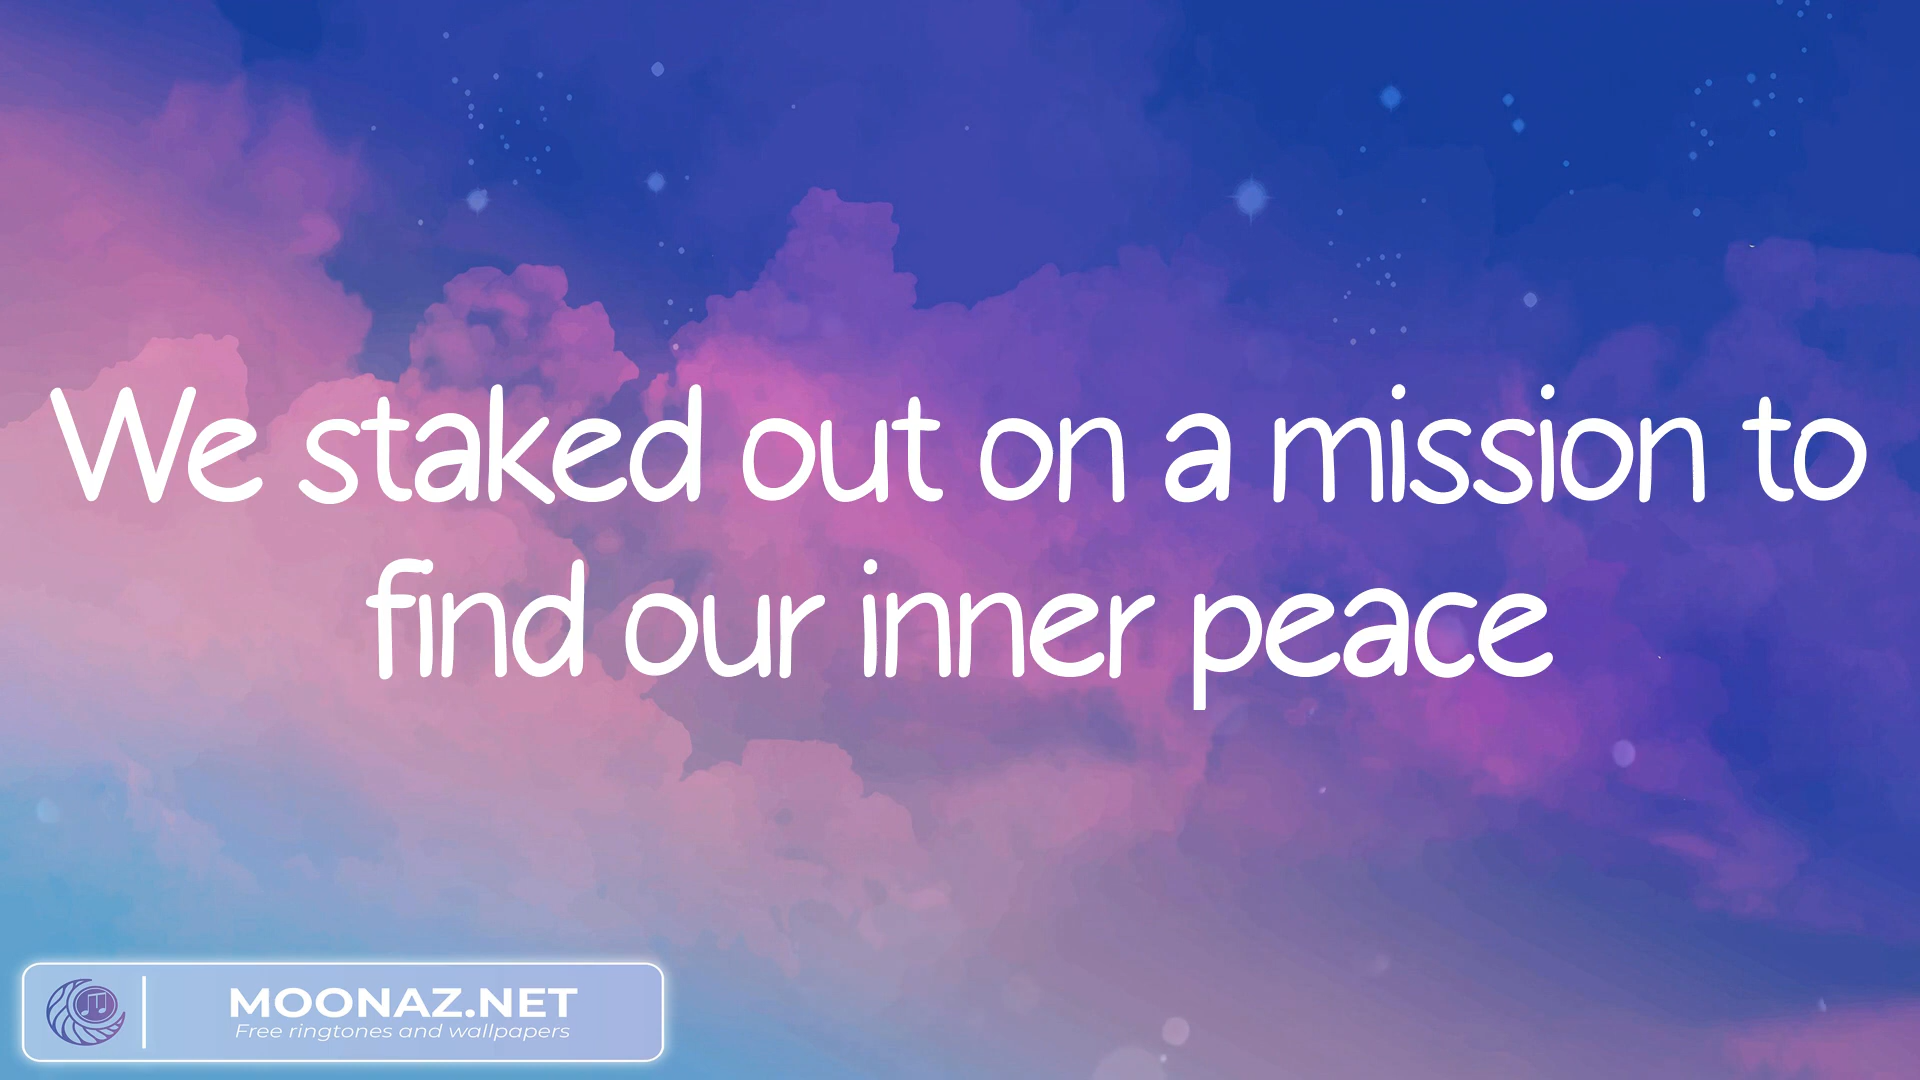 We staked out on a mission to
find our inner peace
MOONAZ.NET
Free ringtones and wallpapers